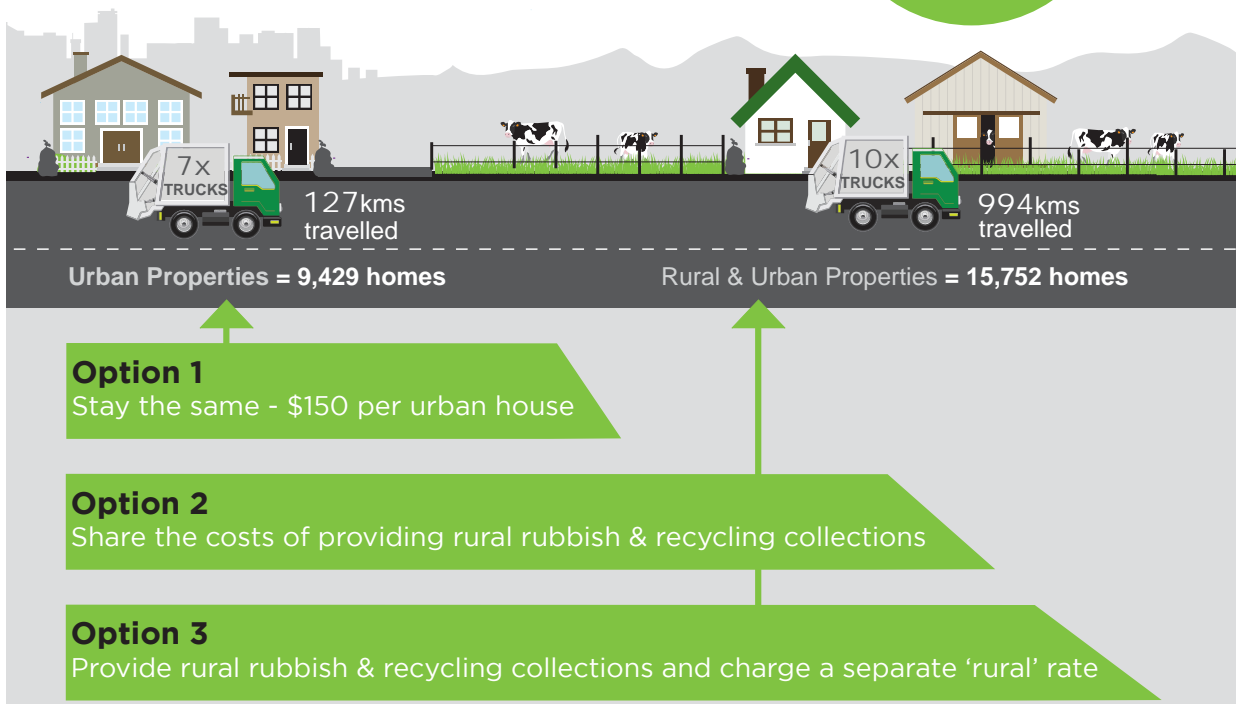 7x
TRUCKS
127kms
travelled
10x
TRUCKS
994kms
travelled
Urban Properties = 9,429 homes
Rural & Urban Properties = 15,752 homes
Option 1
Stay the same - $150 per urban house
Option 2
Share the costs of providing rural rubbish & recycling collections
Option 3
Provide rural rubbish & recycling collections and charge a separate ‘rural’ rate